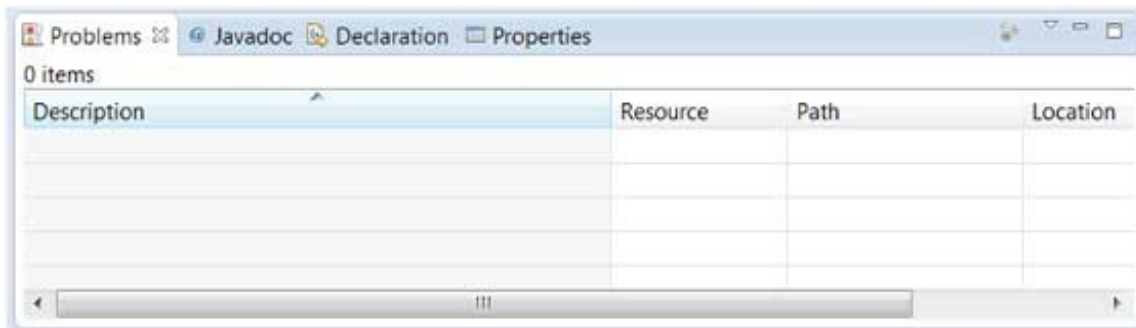 Problems Javadoc Declaration Properties
0 items
Description Resource Path Location